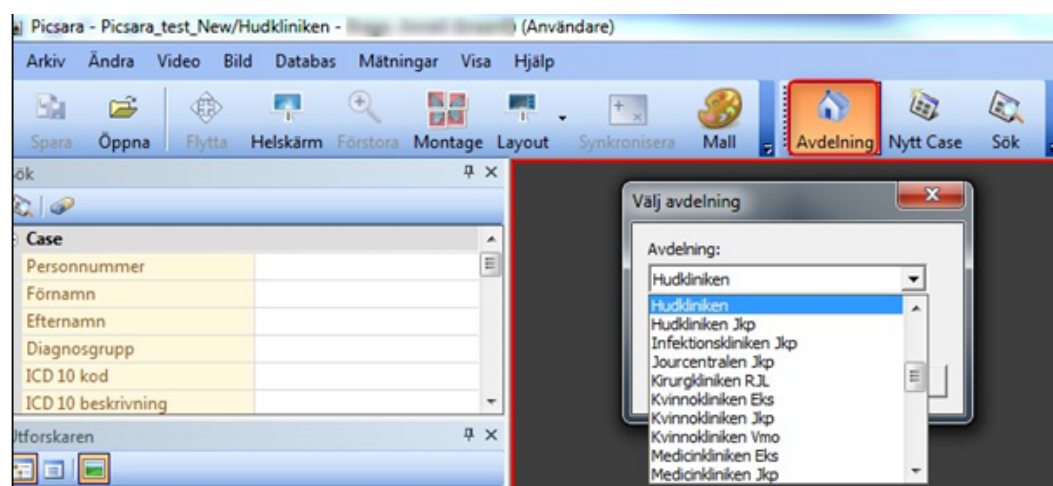 Picsara - Picsara_test_New/Hudkliniken - (Användare)
Arkiv Ändra Video Bild Databas Mätningar Visa Hjälp
Spara Öppna Flytta Helskärm Förstora Montage Layout Synkronisera Mall Avdelning Nytt Case Sök
ök
Case
Personnummer
Förnamn
Efternamn
Diagnosgrupp
ICD 10 kod
ICD 10 beskrivning
Utforskaren
Välj avdelning
Avdelning:
Hudkliniken
Hudkliniken
Hudkliniken Jkp
Infektionskliniken Jkp
Jourcentralen Jkp
Kirurgkliniken RJL
Kvinnokliniken Eks
Kvinnokliniken Jkp
Kvinnokliniken Vmo
Medicinkliniken Eks
Medicinkliniken Jkp